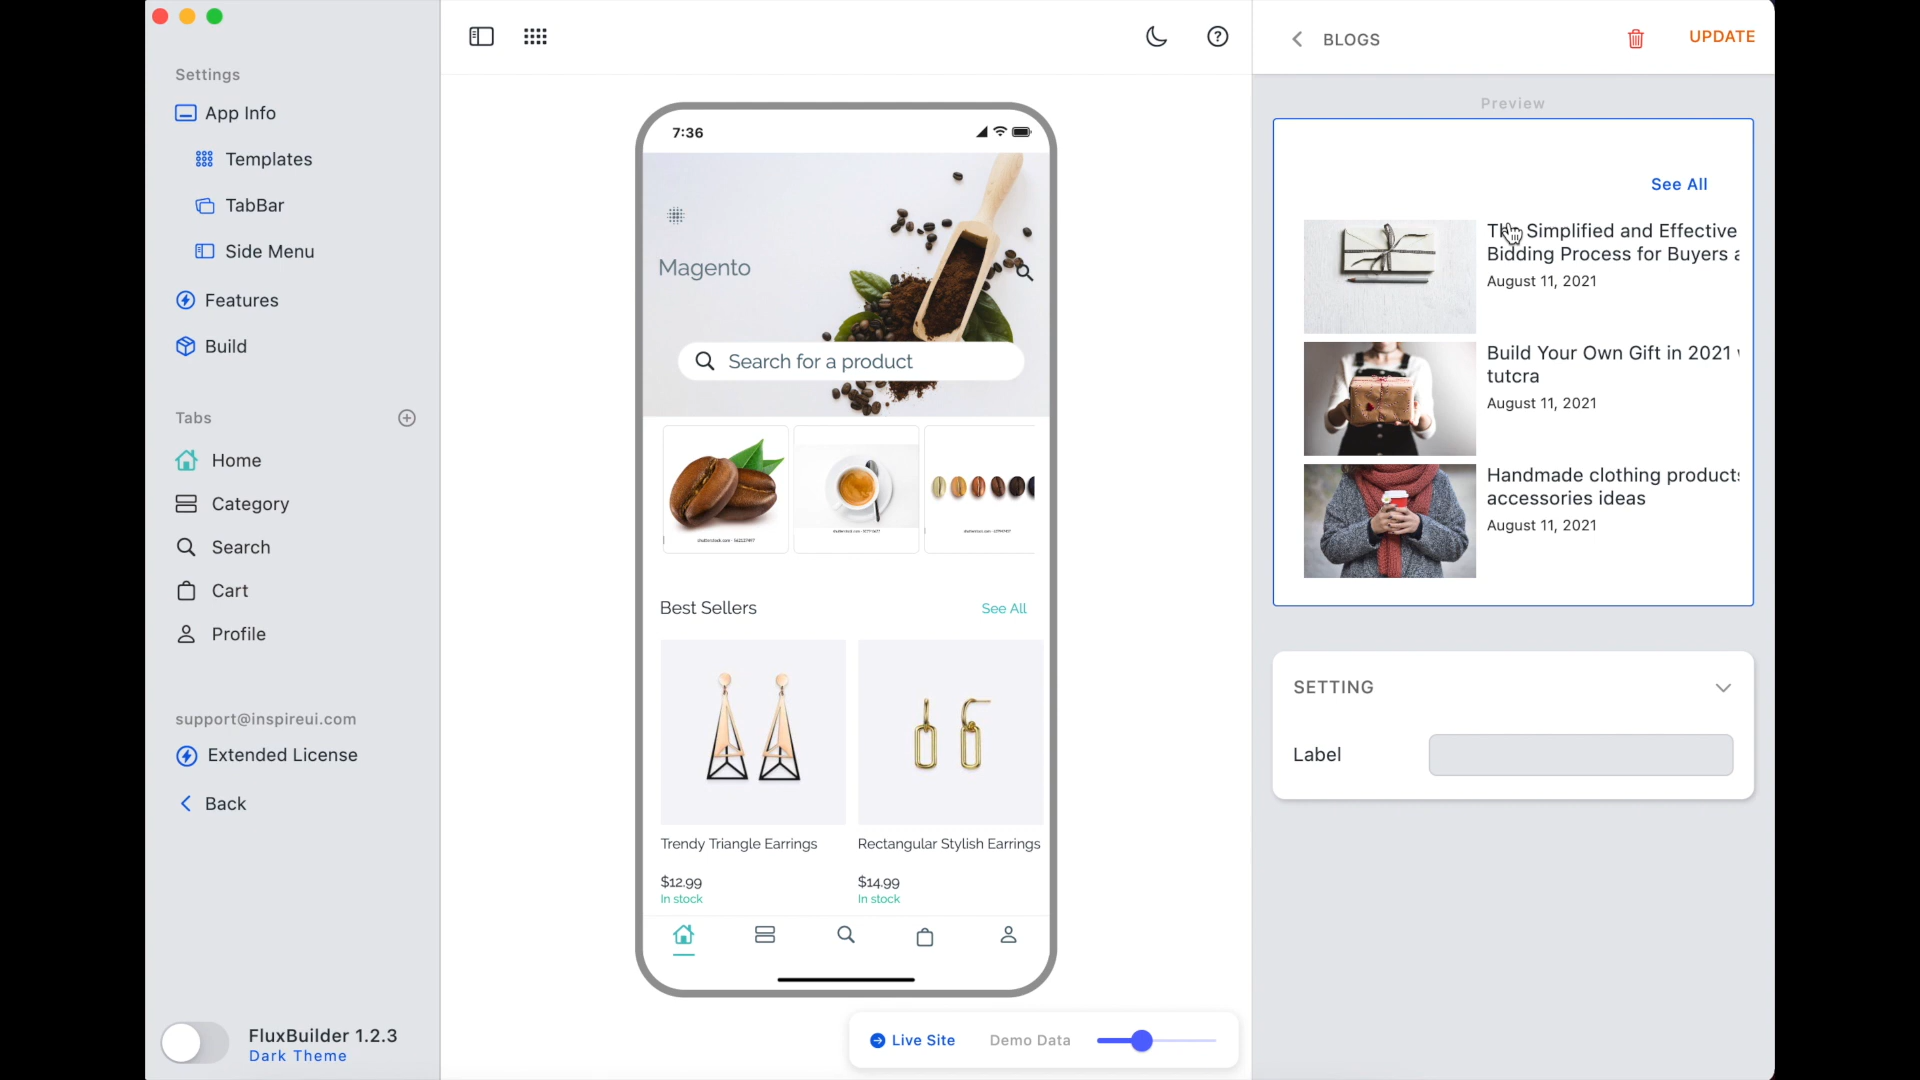 Settings
App Info
Templates
TabBar
Side Menu
Features
Build
Tabs
Home
Category
Search
Cart
Profile
support@inspireui.com
Extended License
Back
FluxBuilder 1.2.3
Dark Theme
7:36
Magento
Search for a product
Best Sellers
See All
Trendy Triangle Earrings
$12.99
In stock
Rectangular Stylish Earrings
$14.99
In stock
Live Site
Demo Data
BLOGS
UPDATE
Preview
See All
The Simplified and Effective
Bidding Process for Buyers a
August 11, 2021
Build Your Own Gift in 2021
tutcra
August 11, 2021
Handmade clothing products
accessories ideas
August 11, 2021
SETTING
Label